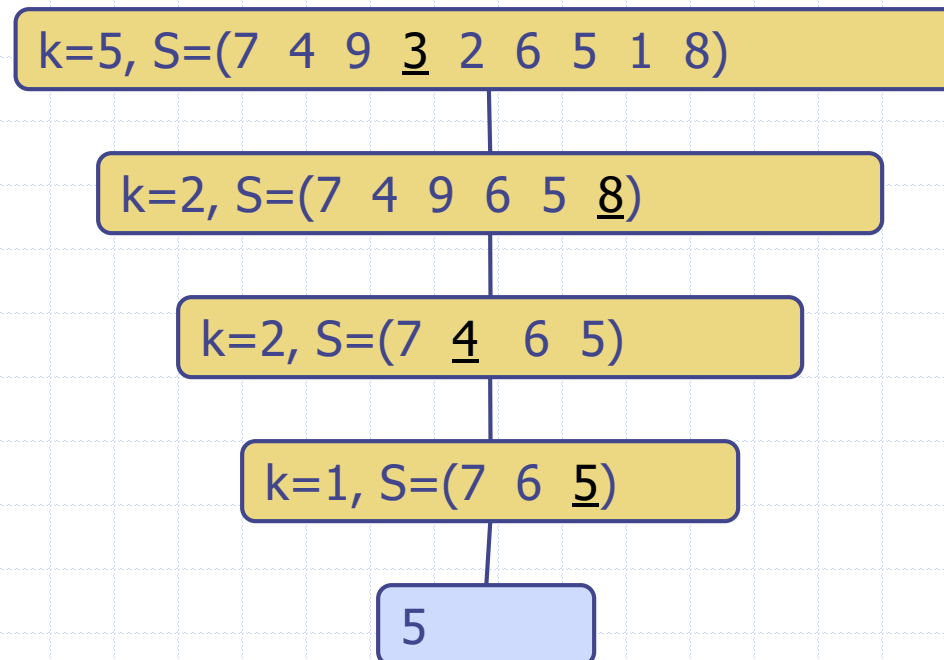 k=5, S=(7 4 9 3 2 6 5 1 8)
k=2, S=(7 4 9 6 5 8)
k=2, S=(7 4 6 5)
k=1, S=(7 6 5)
5